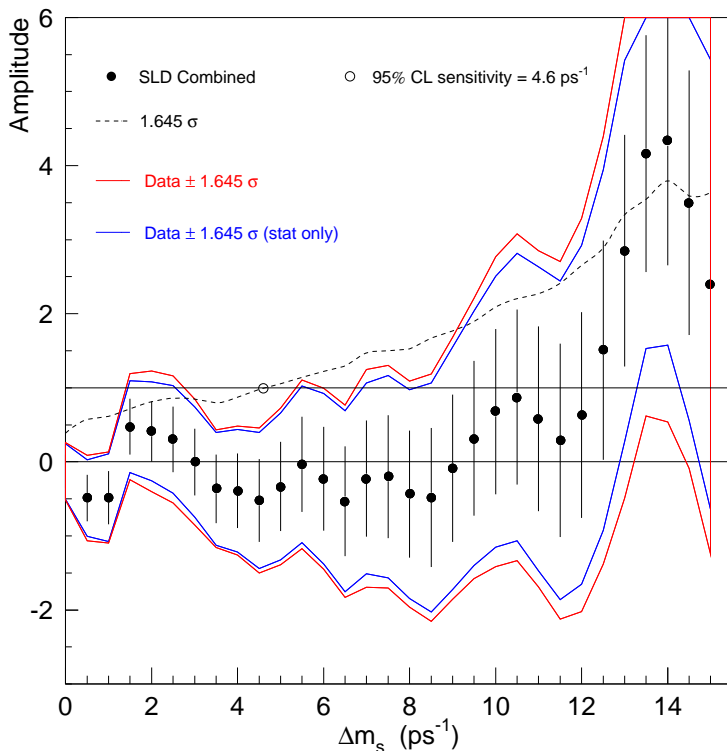 Amplitude
6
4
2
0
-2
SLD Combined
95% CL sensitivity = 4.6 ps⁻¹
1.645 σ
Data ± 1.645 σ
Data ± 1.645 σ (stat only)
0 2 4 6 8 10 12 14
Δmₛ (ps⁻¹)